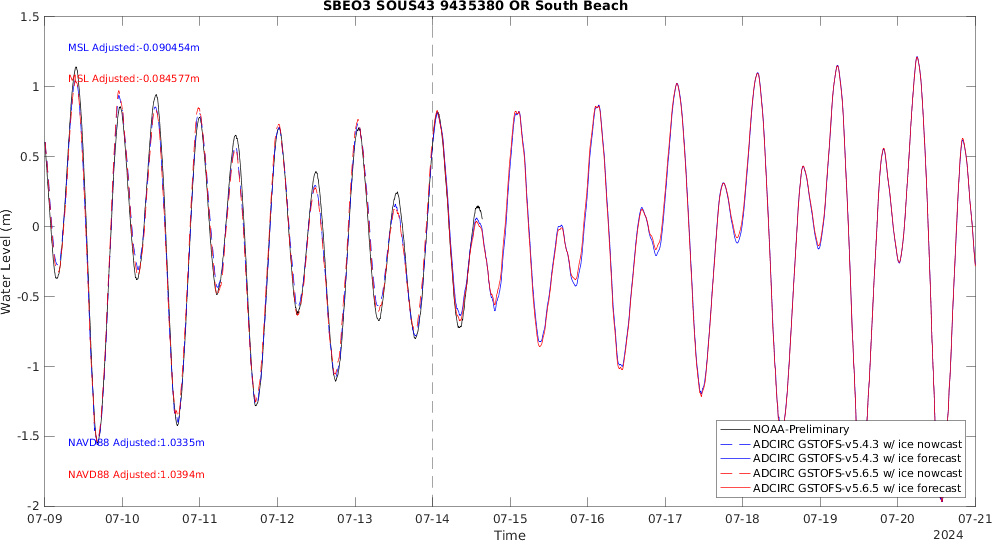 SBEO3 SOUS43 9435380 OR South Beach
MSL Adjusted:-0.090454m
MSL Adjusted:-0.084577m
NAVD88 Adjusted:1.0335m
NAVD88 Adjusted:1.0394m
Water Level (m)
1.5
1
0.5
0
-0.5
-1
-1.5
-2
NOAA-Preliminary
ADCIRC GSTOFS-v5.4.3 w/ ice nowcast
ADCIRC GSTOFS-v5.4.3 w/ ice forecast
ADCIRC GSTOFS-v5.6.5 w/ ice nowcast
ADCIRC GSTOFS-v5.6.5 w/ ice forecast
07-09 07-10 07-11 07-12 07-13 07-14 07-15 07-16 07-17 07-18 07-19 07-20 07-21
Time
2024